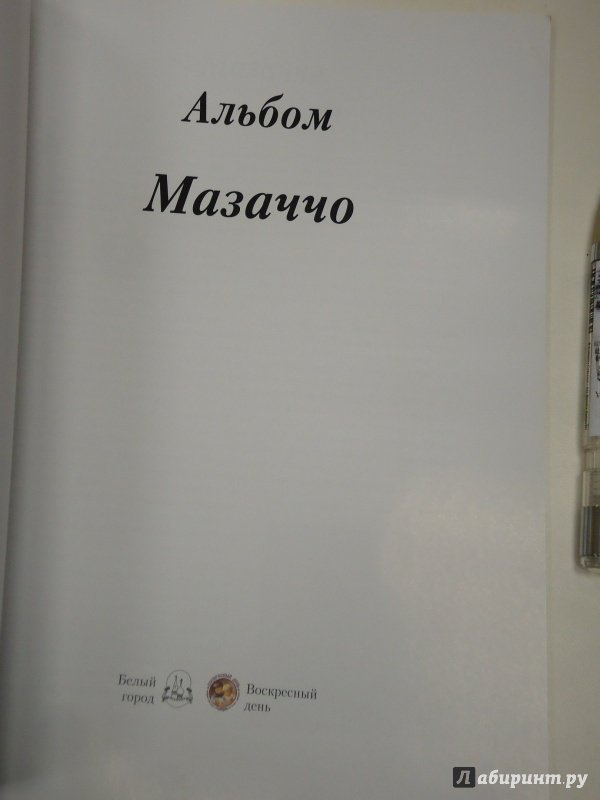 Альбом
Мазаччо
Белый
город
Воскресный
день
Лабиринт.ру